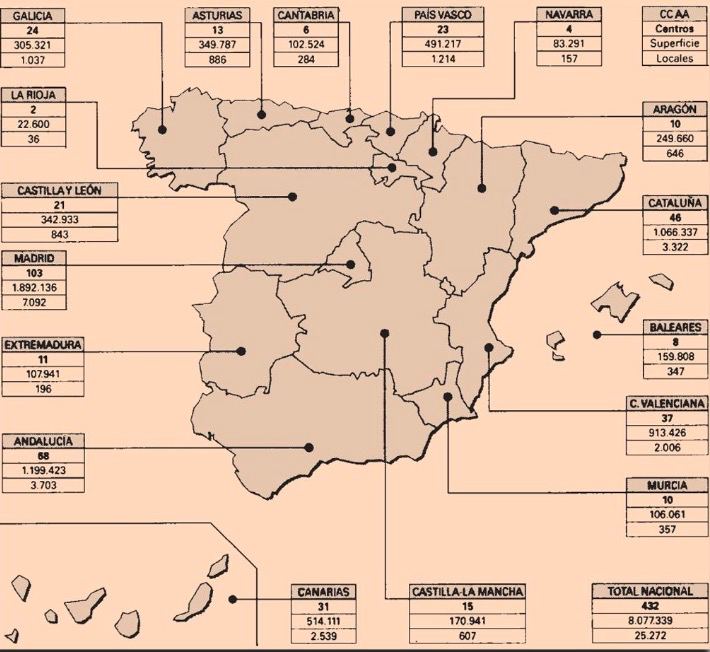 GALICIA
24
305.321
1.037
ASTURIAS
13
349.787
886
CANTABRIA
6
102.524
284
PAÍS VASCO
23
491.217
1.214
NAVARRA
4
83.291
157
CC AA
Centros
Superficie
Locales
LA RIOJA
2
22.600
36
ARAGÓN
10
249.660
646
CASTILLA Y LEÓN
21
342.933
843
CATALUÑA
46
1.066.337
3.322
MADRID
103
1.892.136
7.092
BALEARES
8
159.808
347
EXTREMADURA
11
107.941
196
C. VALENCIANA
37
913.426
2.006
ANDALUCÍA
68
1.199.423
3.703
MURCIA
10
106.061
357
CANARIAS
31
514.111
2.539
CASTILLA-LA MANCHA
15
170.941
607
TOTAL NACIONAL
432
8.077.339
25.272